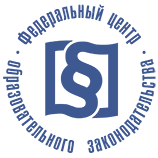 федеральный центр
образовательного законодательства
§